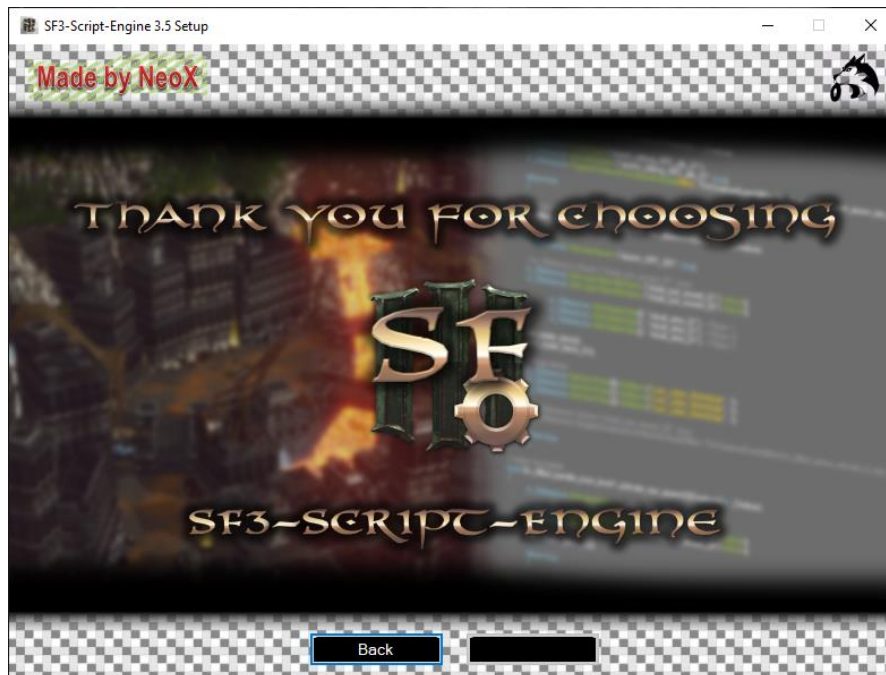 SF3-Script-Engine 3.5 Setup
Made by NeoX
THANK YOU FOR CHOOSING
SF
SF3-SCRIPT-ENGINE
Back